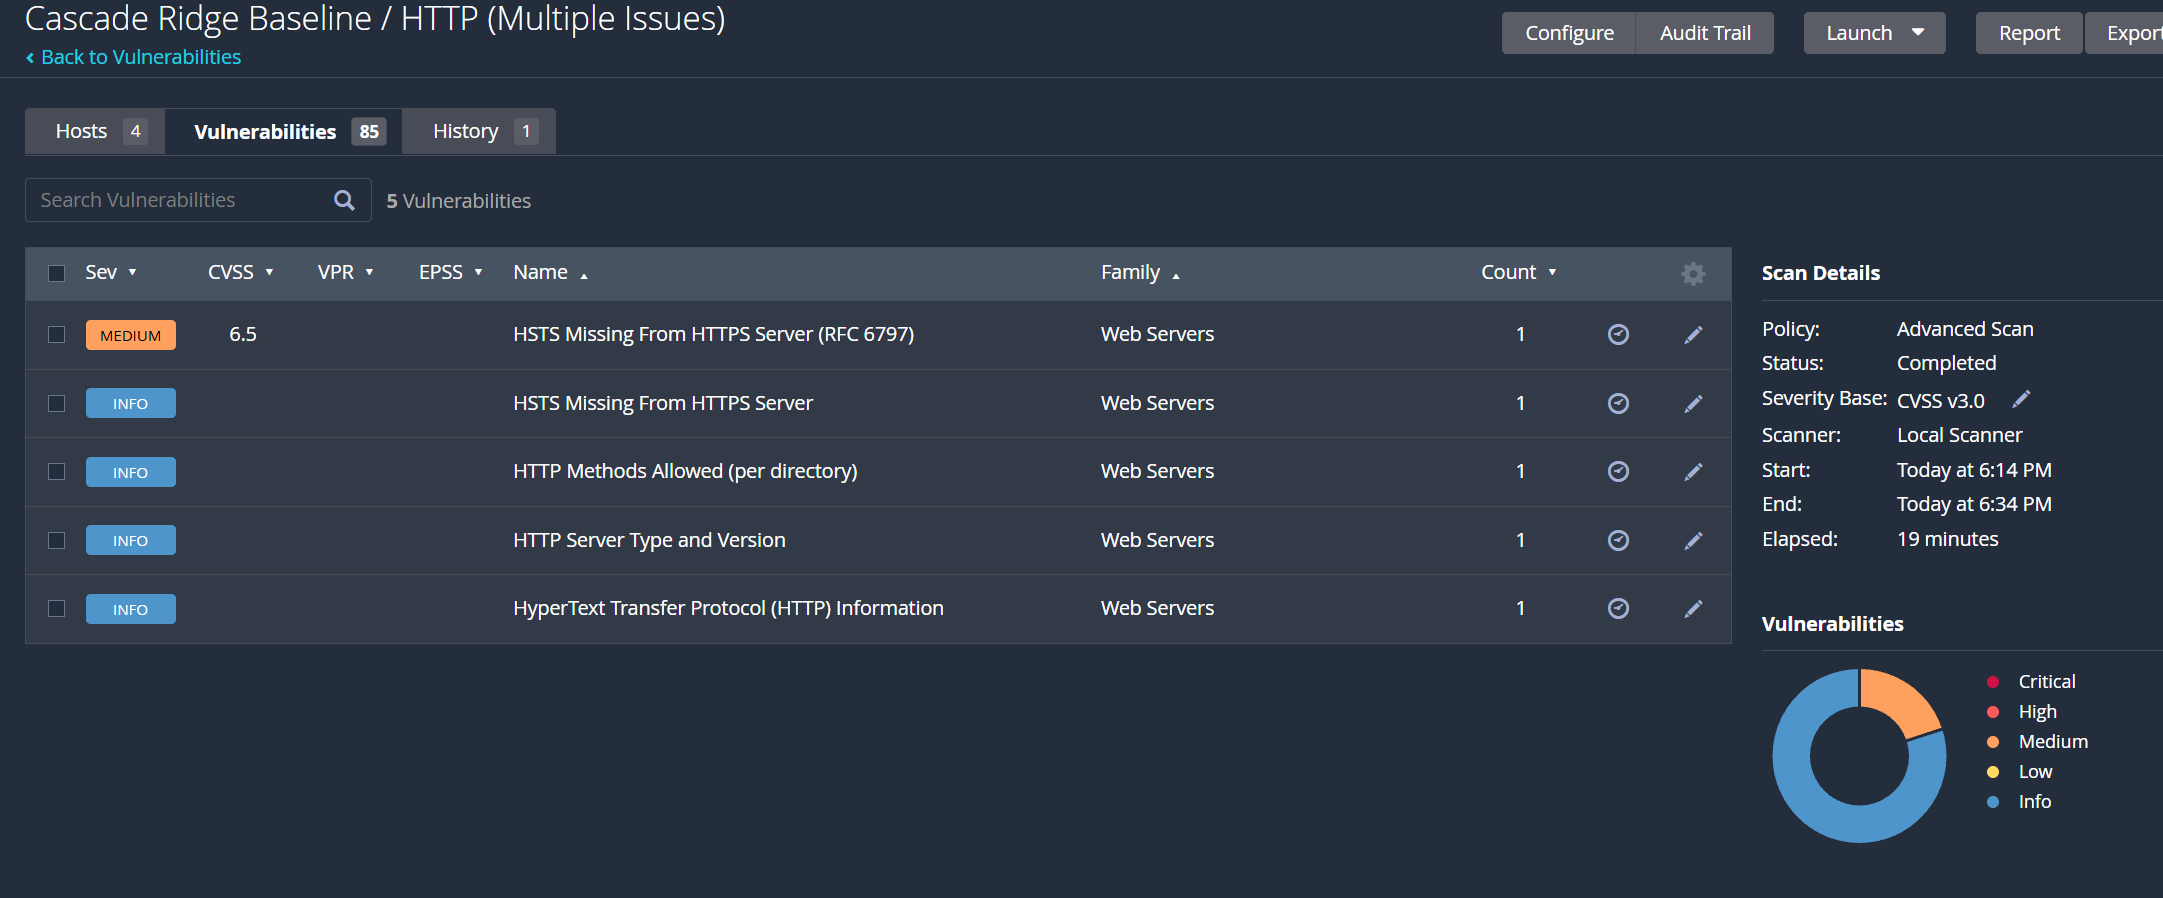 Cascade Ridge Baseline / HTTP (Multiple Issues)
‹ Back to Vulnerabilities
Configure Audit Trail Launch Report Export
Hosts 4 Vulnerabilities 85 History 1
Search Vulnerabilities 5 Vulnerabilities
Sev CVSS VPR EPSS Name Family Count
MEDIUM 6.5 HSTS Missing From HTTPS Server (RFC 6797) Web Servers 1
INFO HSTS Missing From HTTPS Server Web Servers 1
INFO HTTP Methods Allowed (per directory) Web Servers 1
INFO HTTP Server Type and Version Web Servers 1
INFO HyperText Transfer Protocol (HTTP) Information Web Servers 1
Scan Details
Policy: Advanced Scan
Status: Completed
Severity Base: CVSS v3.0
Scanner: Local Scanner
Start: Today at 6:14 PM
End: Today at 6:34 PM
Elapsed: 19 minutes
Vulnerabilities
Critical
High
Medium
Low
Info